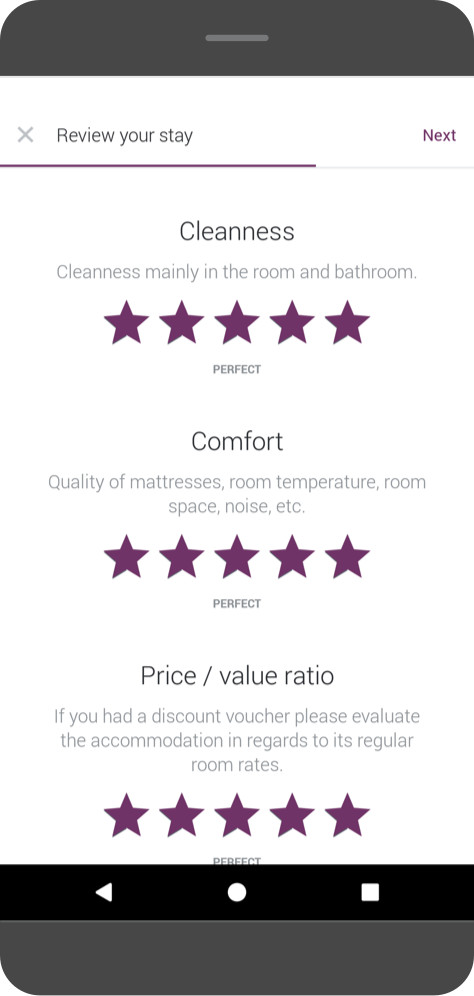 Review your stay
Next
Cleanness
Cleanness mainly in the room and bathroom.
PERFECT
Comfort
Quality of mattresses, room temperature, room
space, noise, etc.
PERFECT
Price / value ratio
If you had a discount voucher please evaluate
the accommodation in regards to its regular
room rates.
PERFECT